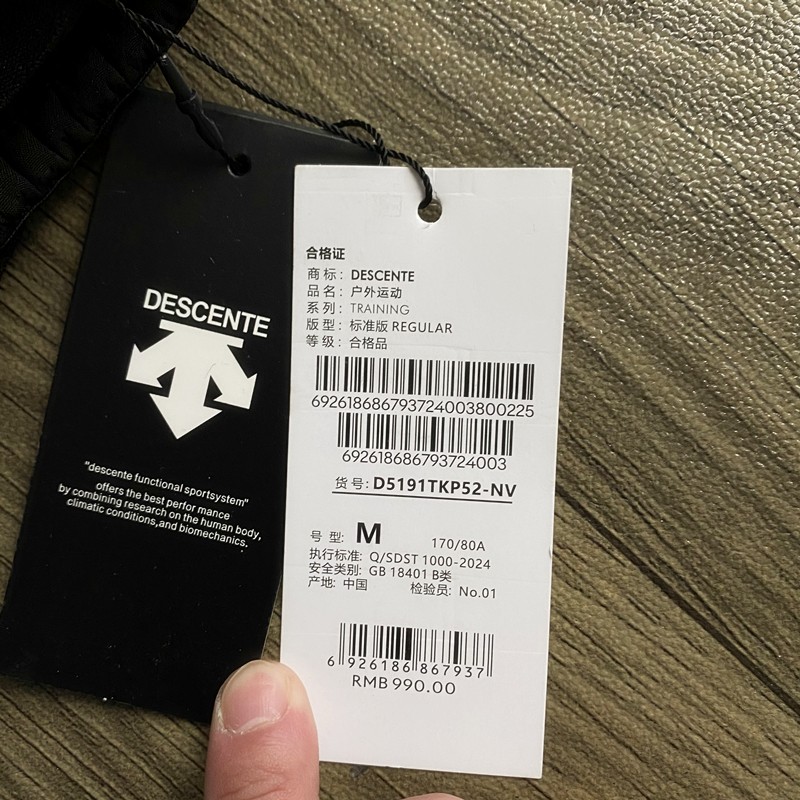 DESCENTE
"descente functional sportsystem"
offers the best perfor mance
by combining research on the human body,
climatic conditions,and biomechanics.
合格证
商标: DESCENTE
品名: 户外运动
系列: TRAINING
版型: 标准版 REGULAR
等级: 合格品
692618686793724003800225
692618686793724003
货号: D5191TKP52-NV
号型: M 170/80A
执行标准: Q/SDST 1000-2024
安全类别: GB 18401 B类
产地: 中国 检验员: No.01
6 926186 867937
RMB 990.00